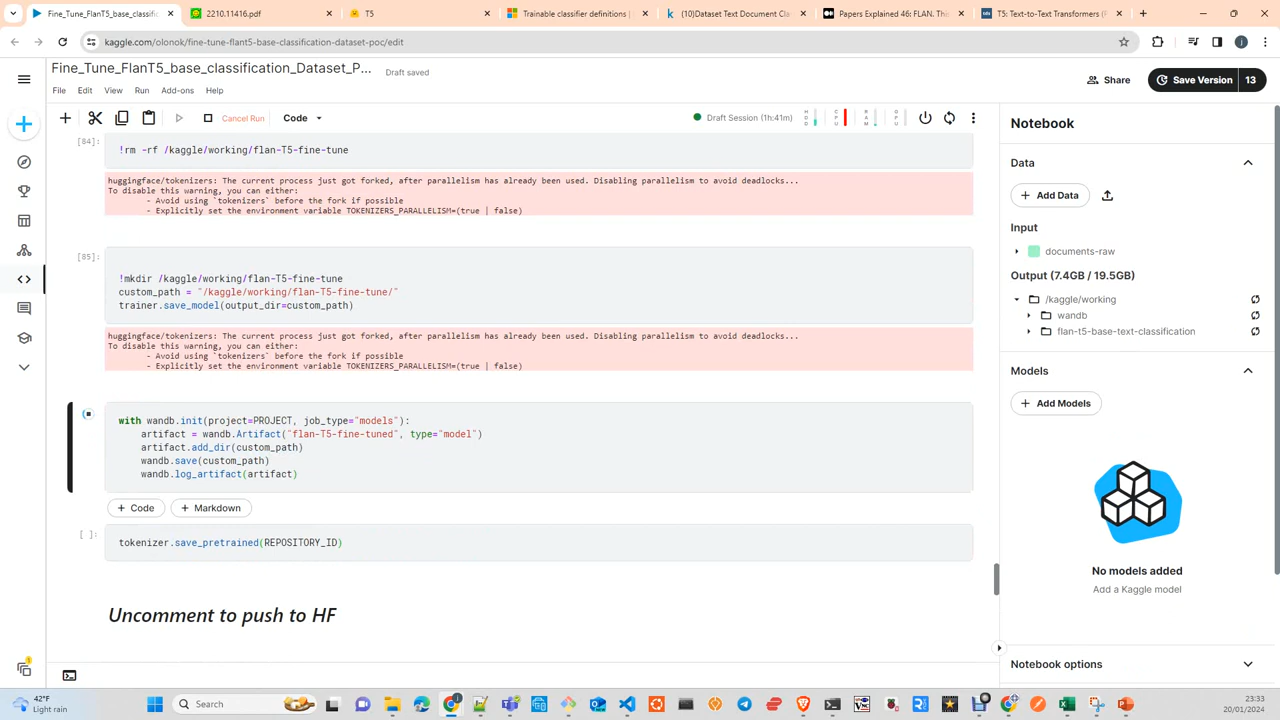 Fine_Tune_FlanT5_base_classific
2210.11416.pdf
T5
Trainable classifier definitions |
(10)Dataset Text Document Clas
Papers Explained 46: FLAN. The
T5: Text-to-Text Transformers (P
kaggle.com/olonok/fine-tune-flant5-base-classification-dataset-poc/edit
Fine_Tune_FlanT5_base_classification_Dataset_P...
Draft saved
Share
Save Version
13
File Edit View Run Add-ons Help
Cancel Run
Code
Draft Session (1h:41m)
HDD
CPU
RAM
GPU
Notebook
[84]:
!rm -rf /kaggle/working/flan-T5-fine-tune
huggingface/tokenizers: The current process just got forked, after parallelism has already been used. Disabling parallelism to avoid deadlocks...
To disable this warning, you can either:
- Avoid using `tokenizers` before the fork if possible
- Explicitly set the environment variable TOKENIZERS_PARALLELISM=(true | false)
[85]:
!mkdir /kaggle/working/flan-T5-fine-tune
custom_path = "/kaggle/working/flan-T5-fine-tune/"
trainer.save_model(output_dir=custom_path)
huggingface/tokenizers: The current process just got forked, after parallelism has already been used. Disabling parallelism to avoid deadlocks...
To disable this warning, you can either:
- Avoid using `tokenizers` before the fork if possible
- Explicitly set the environment variable TOKENIZERS_PARALLELISM=(true | false)
with wandb.init(project=PROJECT, job_type="models"):
artifact = wandb.Artifact("flan-T5-fine-tuned", type="model")
artifact.add_dir(custom_path)
wandb.save(custom_path)
wandb.log_artifact(artifact)
+ Code
+ Markdown
[ ]:
tokenizer.save_pretrained(REPOSITORY_ID)
Uncomment to push to HF
Data
Add Data
Input
documents-raw
Output (7.4GB / 19.5GB)
/kaggle/working
wandb
flan-t5-base-text-classification
Models
Add Models
No models added
Add a Kaggle model
Notebook options
1
42°F
Light rain
Search
23:33
20/01/2024